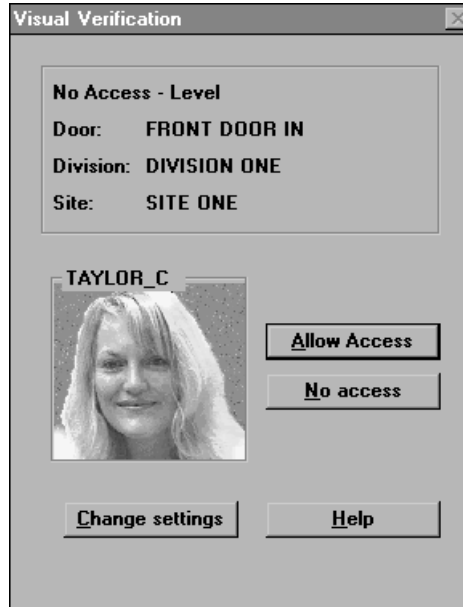 Visual Verification
No Access - Level
Door: FRONT DOOR IN
Division: DIVISION ONE
Site: SITE ONE
TAYLOR_C
Allow Access
No access
Change settings
Help